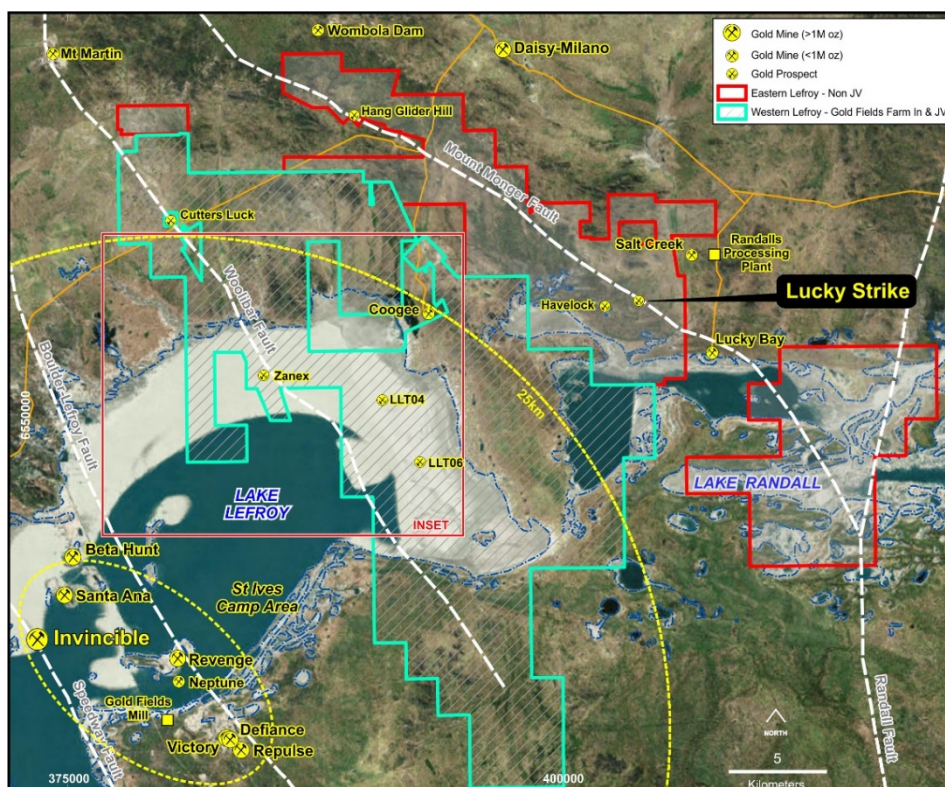 Gold Mine (>1M oz)
Gold Mine (<1M oz)
Gold Prospect
Eastern Lefroy - Non JV
Western Lefroy - Gold Fields Farm In & JV
Wombola Dam
Mt Martin
Daisy-Milano
Hang Glider Hill
Mount Monger Fault
Cutters Luck
Woolibar Fault
Salt Creek
Randalls
Processing
Plant
Lucky Strike
Coogee
Havelock
Lucky Bay
Boulder-Lefroy Fault
Zanex
LLT04
25km
6550000
LLT06
LAKE
LEFROY
LAKE RANDALL
INSET
Beta Hunt
St Ives
Camp Area
Santa Ana
Invincible
Revenge
Neptune
Speedway Fault
Gold Fields
Mill
Defiance
Victory
Repulse
Randall Fault
NORTH
375000
400000
5
Kilometers